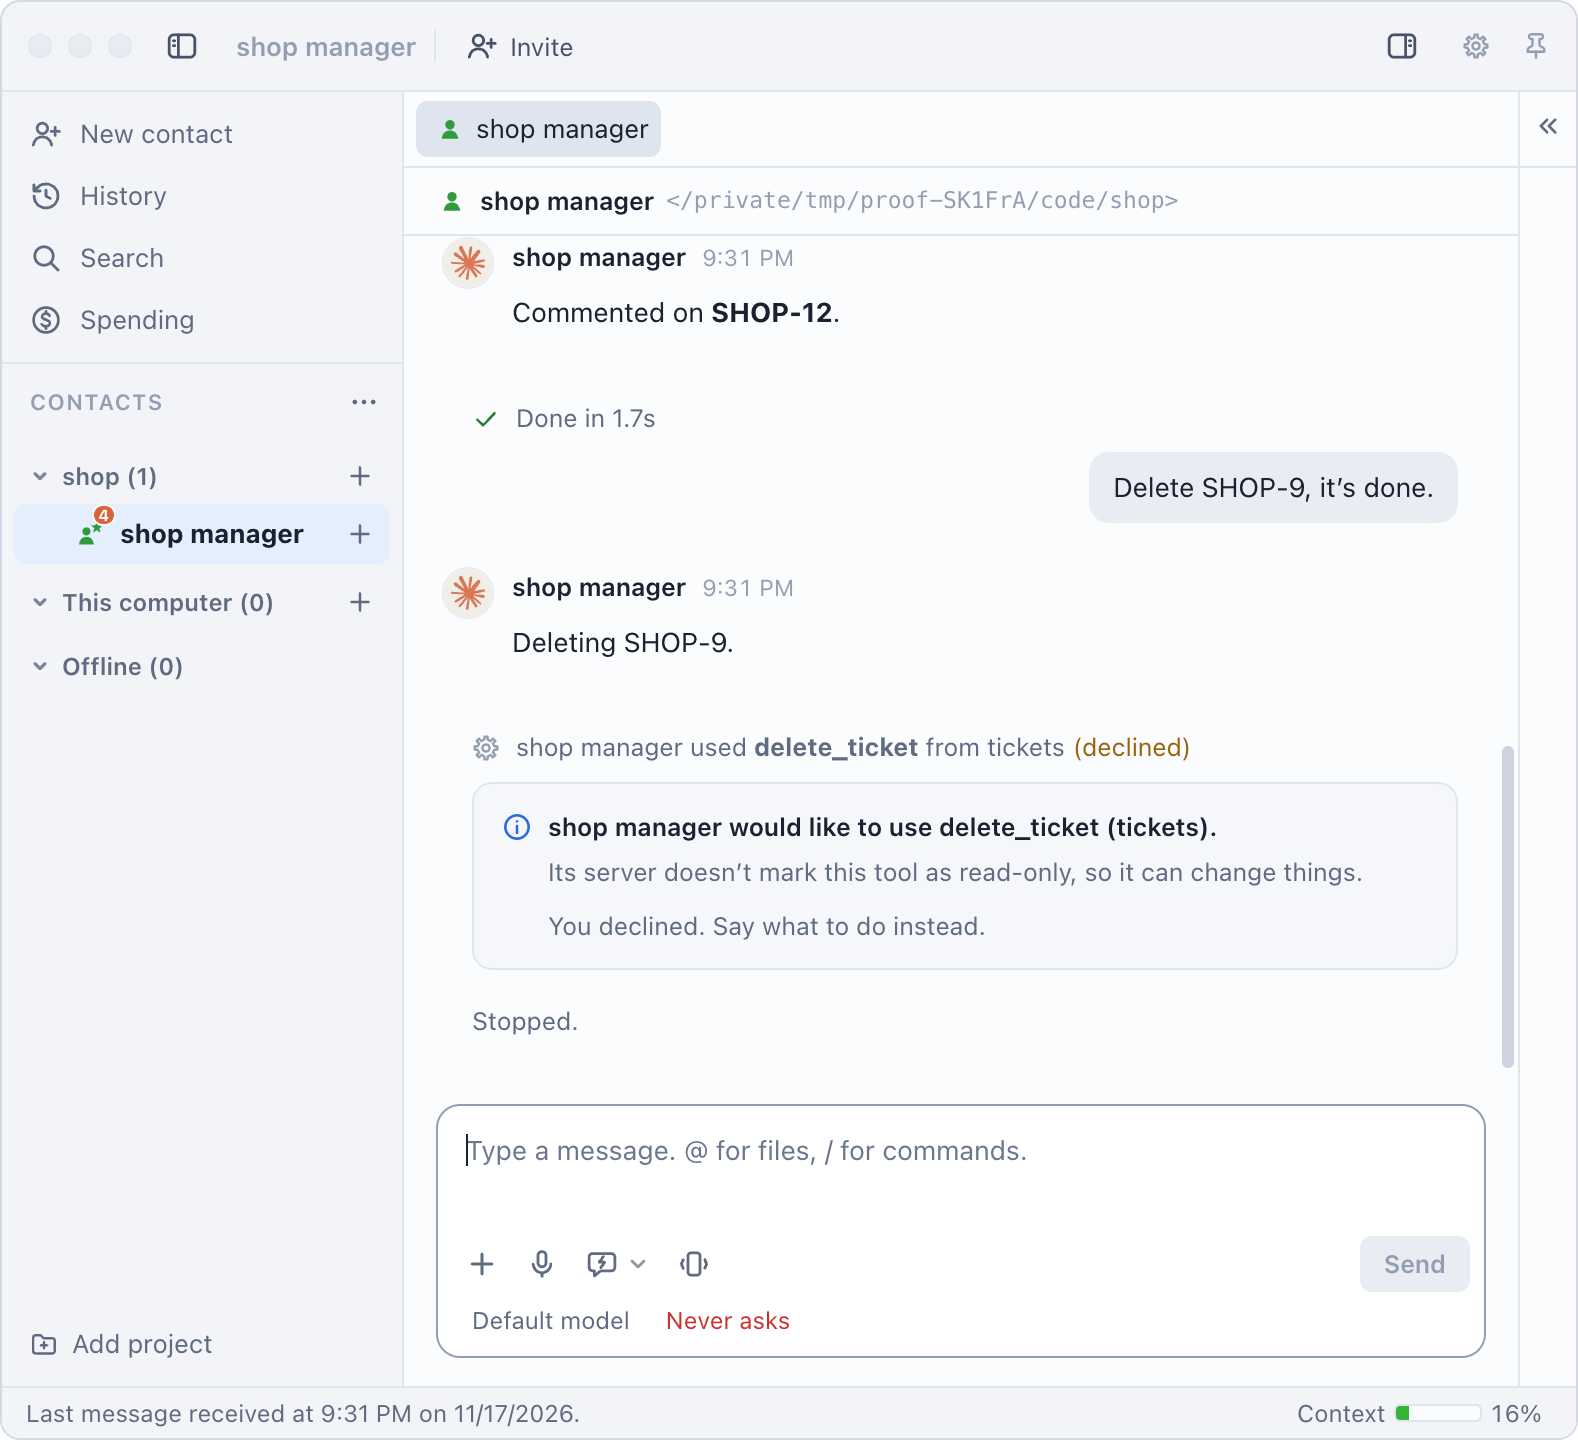 shop manager
Invite
New contact
History
Search
Spending
CONTACTS
shop (1)
4
shop manager
This computer (0)
Offline (0)
Add project
shop manager
shop manager </private/tmp/proof-SK1FrA/code/shop>
shop manager 9:31 PM
Commented on SHOP-12.
Done in 1.7s
Delete SHOP-9, it’s done.
shop manager 9:31 PM
Deleting SHOP-9.
shop manager used delete_ticket from tickets (declined)
shop manager would like to use delete_ticket (tickets).
Its server doesn’t mark this tool as read-only, so it can change things.
You declined. Say what to do instead.
Stopped.
Type a message. @ for files, / for commands.
Send
Default model Never asks
Last message received at 9:31 PM on 11/17/2026.
Context 16%